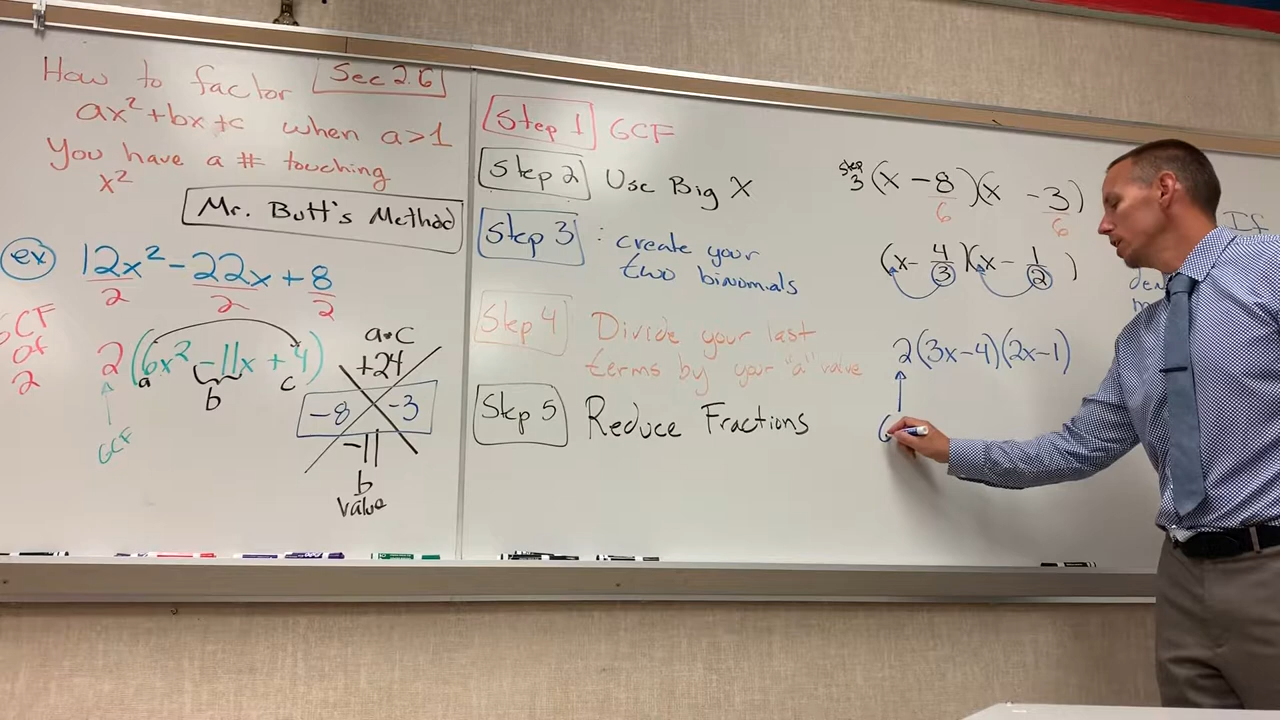 How to factor Sec 2.6
ax²+bx+c when a>1
You have a # touching
x²
Mr. Butt's Method
ex 12x² - 22x + 8
2 2 2
GCF
of
2
2(6x² - 11x + 4)
a b c
GCF
a•c
+24
-8 -3
-11
b
value
Step 1 GCF
Step 2 Use Big X
Step 3 : create your
two binomials
Step 4 Divide your last
terms by your "a" value
Step 5 Reduce Fractions
step
3 (x - 8)(x - 3)
6 6
(x - 4/3)(x - 1/2)
2(3x-4)(2x-1)
If